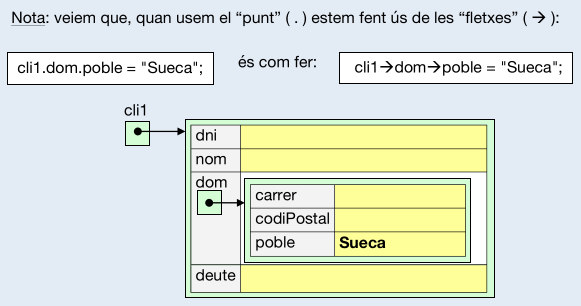 Nota: veiem que, quan usem el “punt” ( . ) estem fent ús de les “fletxes” ( → ):
cli1.dom.poble = "Sueca"; és com fer: cli1→dom→poble = "Sueca";
cli1
dni
nom
dom
carrer
codiPostal
poble Sueca
deute